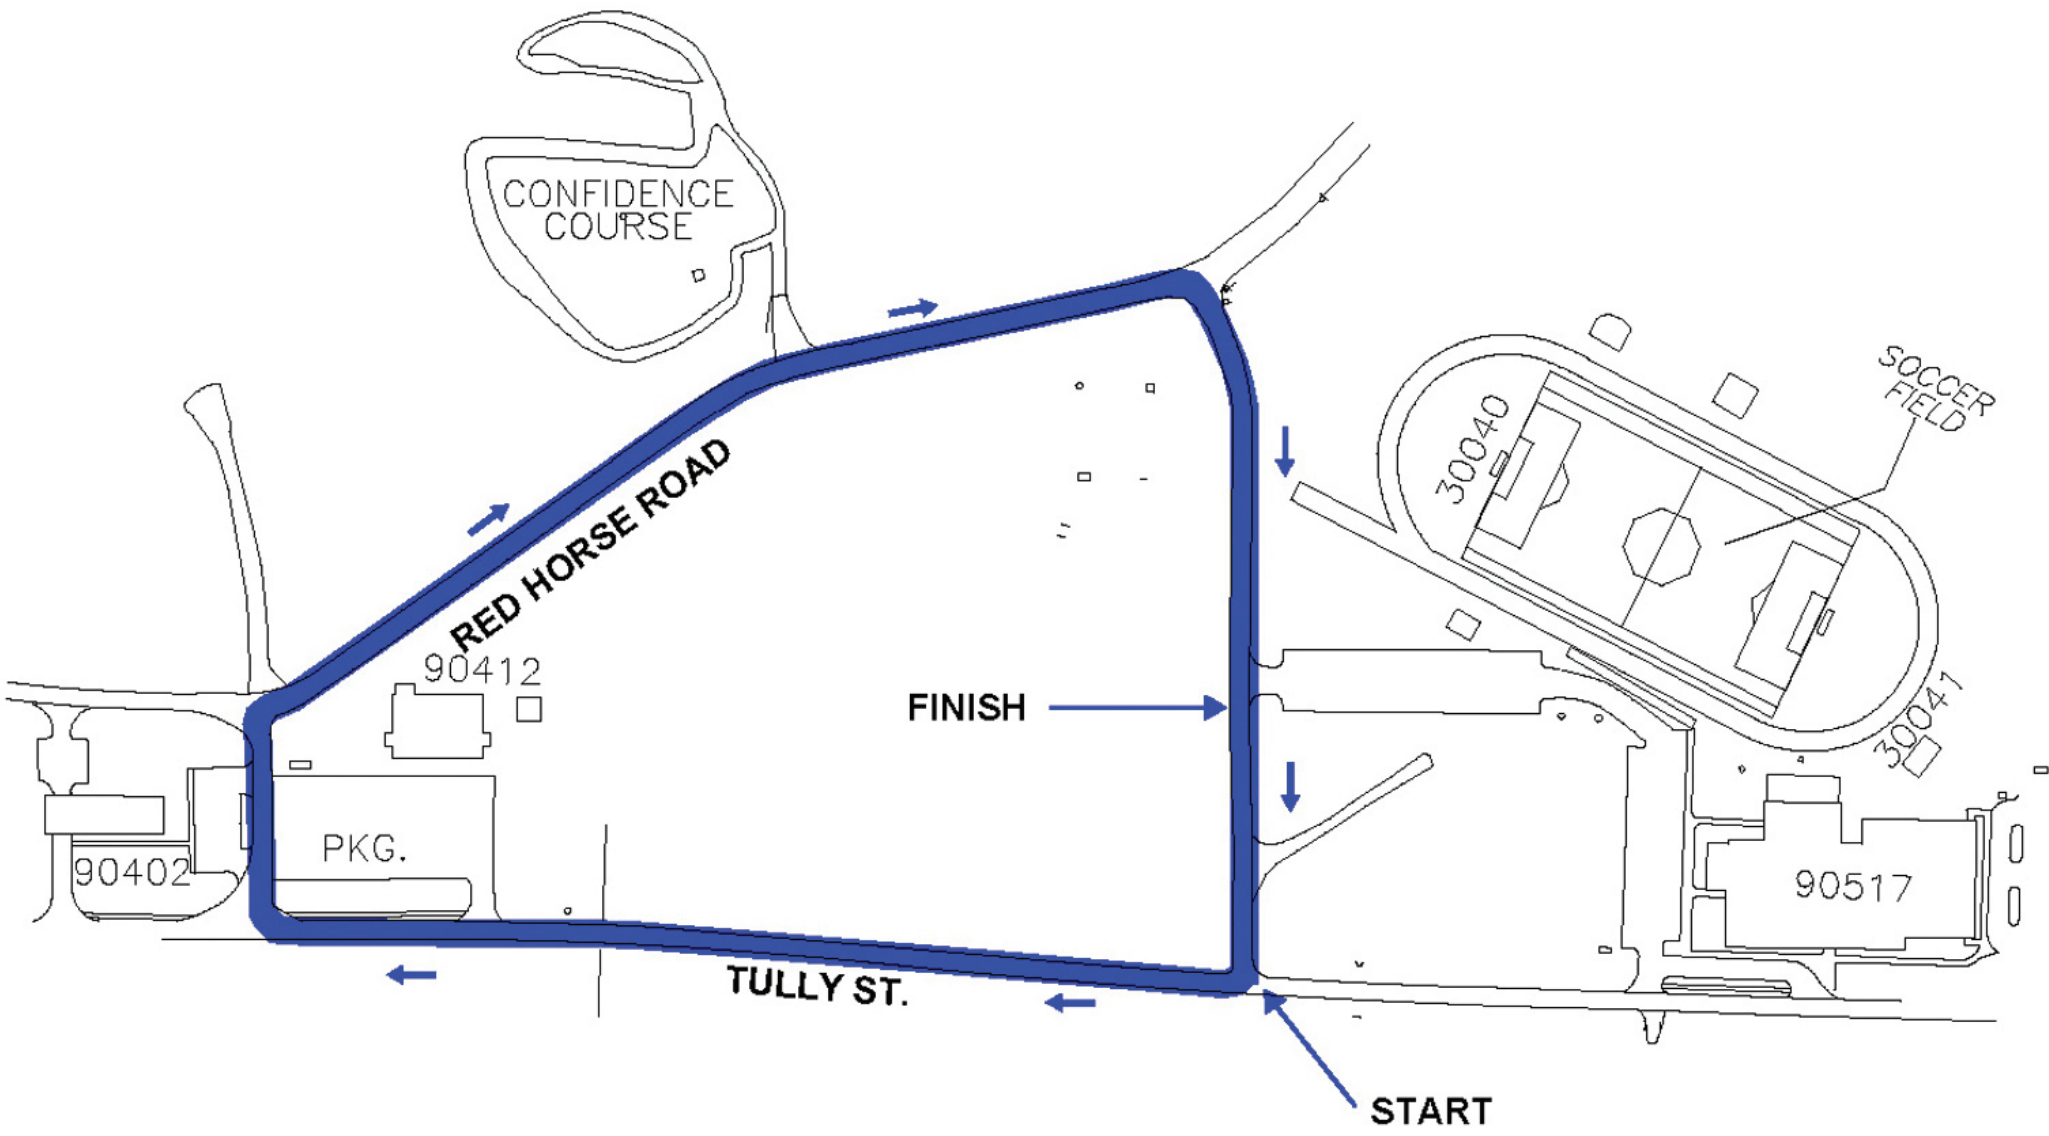 CONFIDENCE
COURSE
SOCCER
FIELD
30040
RED HORSE ROAD
90412
FINISH
30041
PKG.
90402
90517
TULLY ST.
START